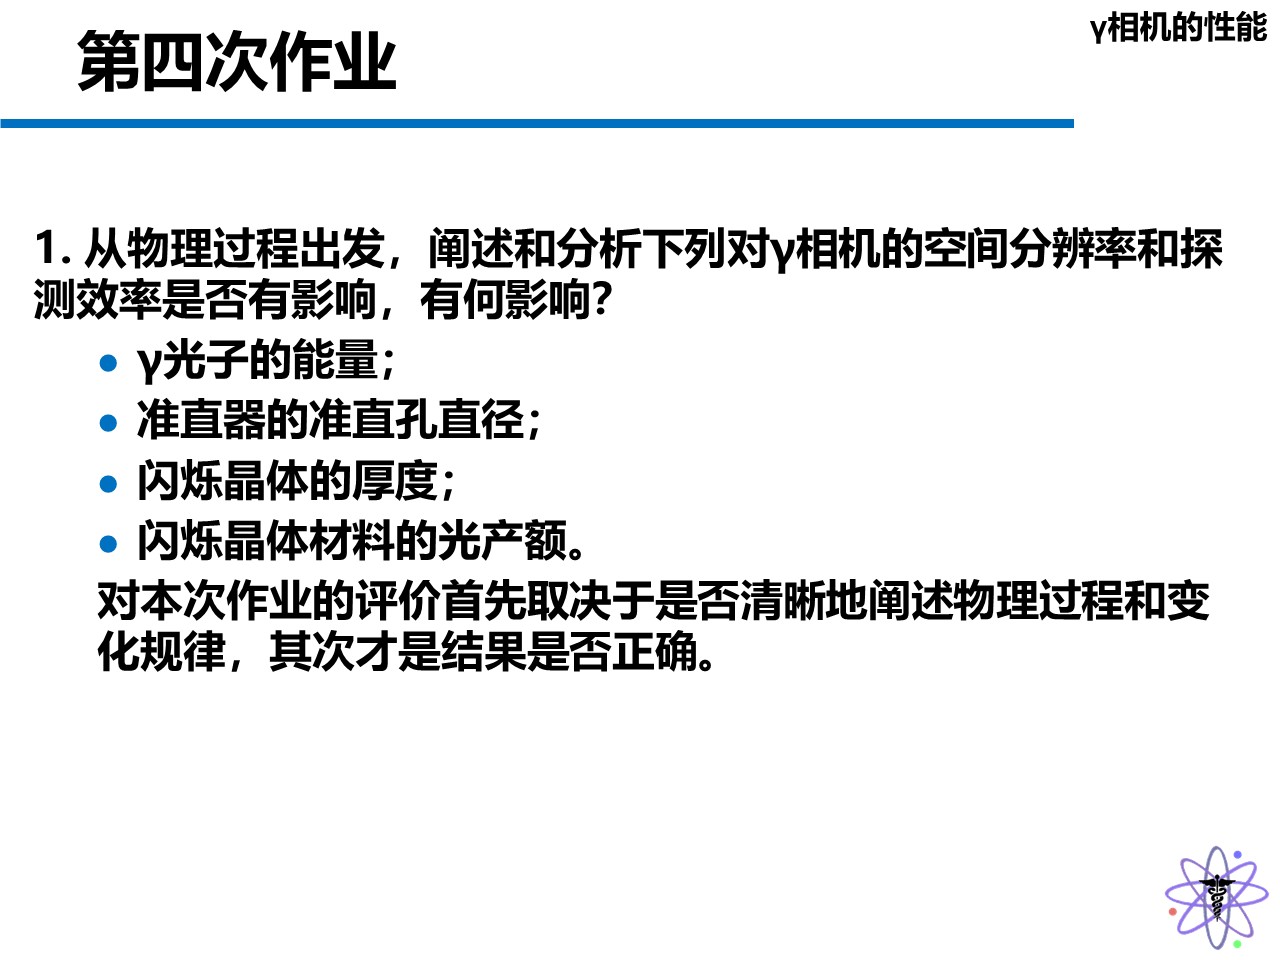 γ相机的性能
第四次作业
1. 从物理过程出发，阐述和分析下列对γ相机的空间分辨率和探
测效率是否有影响，有何影响？
● γ光子的能量；
● 准直器的准直孔直径；
● 闪烁晶体的厚度；
● 闪烁晶体材料的光产额。
对本次作业的评价首先取决于是否清晰地阐述物理过程和变
化规律，其次才是结果是否正确。